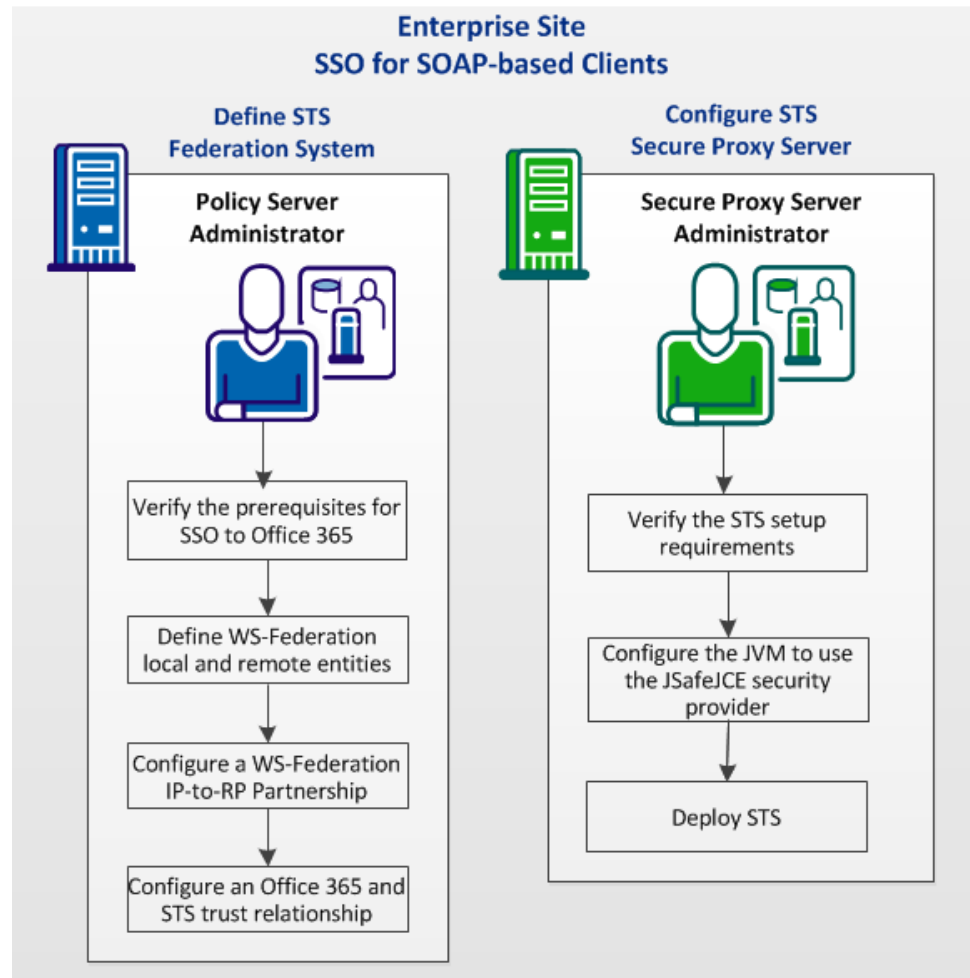 Enterprise Site
SSO for SOAP-based Clients
Define STS
Federation System
Policy Server
Administrator
Verify the prerequisites for
SSO to Office 365
Define WS-Federation
local and remote entities
Configure a WS-Federation
IP-to-RP Partnership
Configure an Office 365 and
STS trust relationship
Configure STS
Secure Proxy Server
Secure Proxy Server
Administrator
Verify the STS setup
requirements
Configure the JVM to use
the JSafeJCE security
provider
Deploy STS